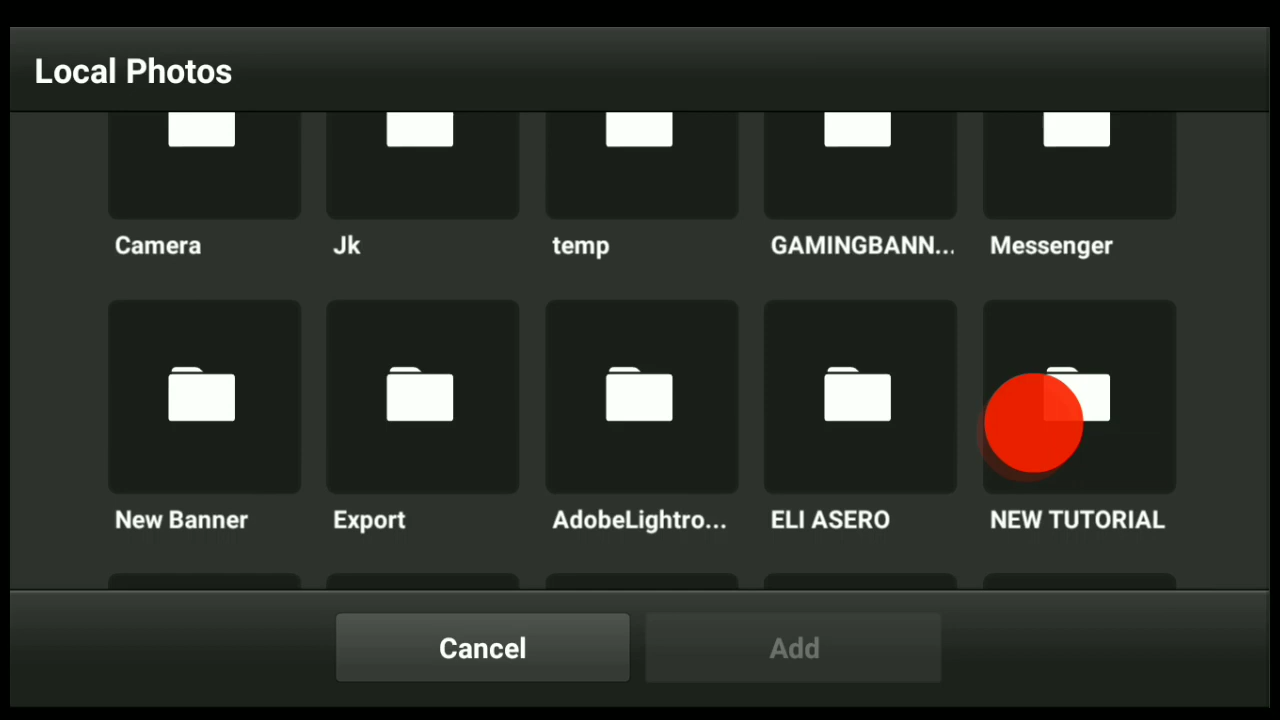 Local Photos
Camera
Jk
temp
GAMINGBANN...
Messenger
New Banner
Export
AdobeLightro...
ELI ASERO
NEW TUTORIAL
Cancel
Add